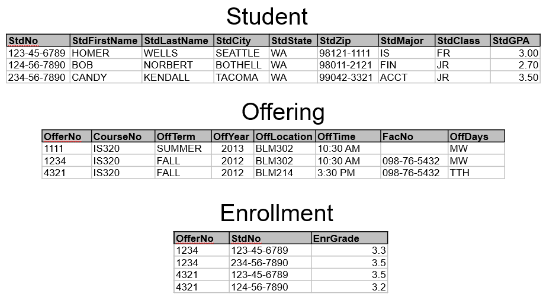 Student
StdNo StdFirstName StdLastName StdCity StdState StdZip StdMajor StdClass StdGPA
123-45-6789 HOMER WELLS SEATTLE WA 98121-1111 IS FR 3.00
124-56-7890 BOB NORBERT BOTHELL WA 98011-2121 FIN JR 2.70
234-56-7890 CANDY KENDALL TACOMA WA 99042-3321 ACCT JR 3.50
Offering
OfferNo CourseNo OffTerm OffYear OffLocation OffTime FacNo OffDays
1111 IS320 SUMMER 2013 BLM302 10:30 AM MW
1234 IS320 FALL 2012 BLM302 10:30 AM 098-76-5432 MW
4321 IS320 FALL 2012 BLM214 3:30 PM 098-76-5432 TTH
Enrollment
OfferNo StdNo EnrGrade
1234 123-45-6789 3.3
1234 234-56-7890 3.5
4321 123-45-6789 3.5
4321 124-56-7890 3.2